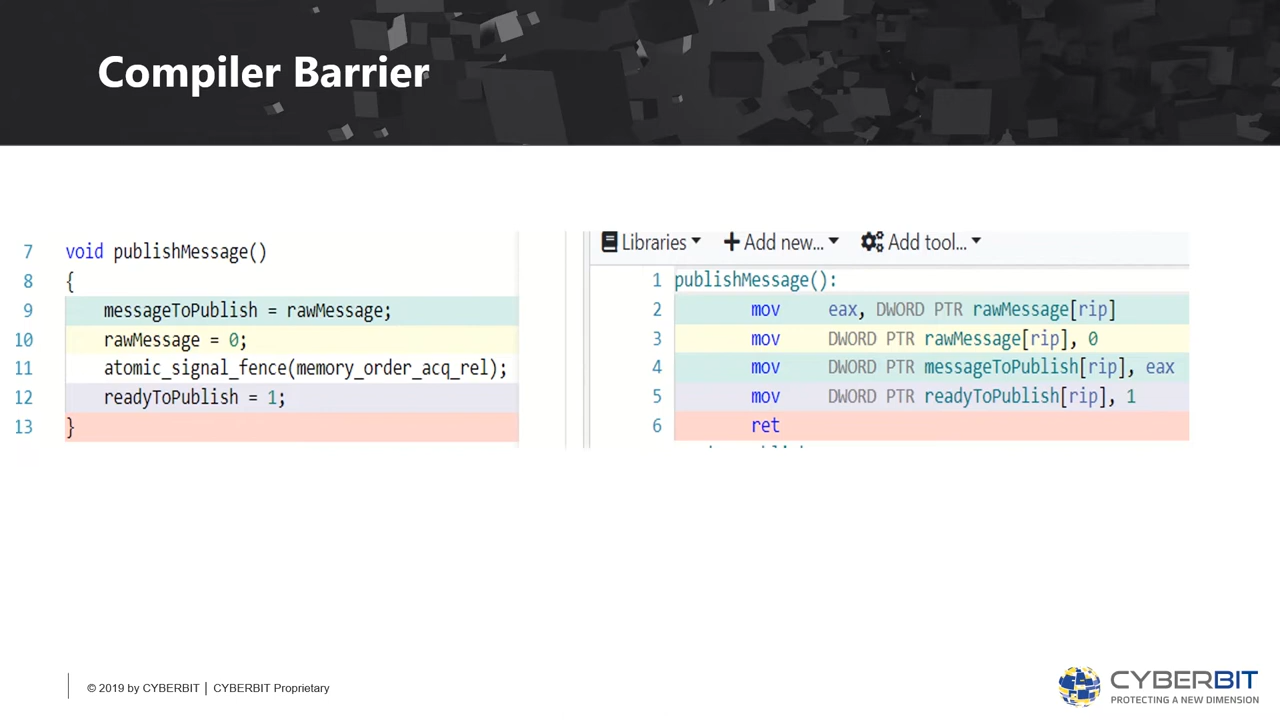 Compiler Barrier
7 void publishMessage()
8 {
9 messageToPublish = rawMessage;
10 rawMessage = 0;
11 atomic_signal_fence(memory_order_acq_rel);
12 readyToPublish = 1;
13 }
Libraries Add new... Add tool...
1 publishMessage():
2 mov eax, DWORD PTR rawMessage[rip]
3 mov DWORD PTR rawMessage[rip], 0
4 mov DWORD PTR messageToPublish[rip], eax
5 mov DWORD PTR readyToPublish[rip], 1
6 ret
© 2019 by CYBERBIT | CYBERBIT Proprietary
CYBERBIT
PROTECTING A NEW DIMENSION